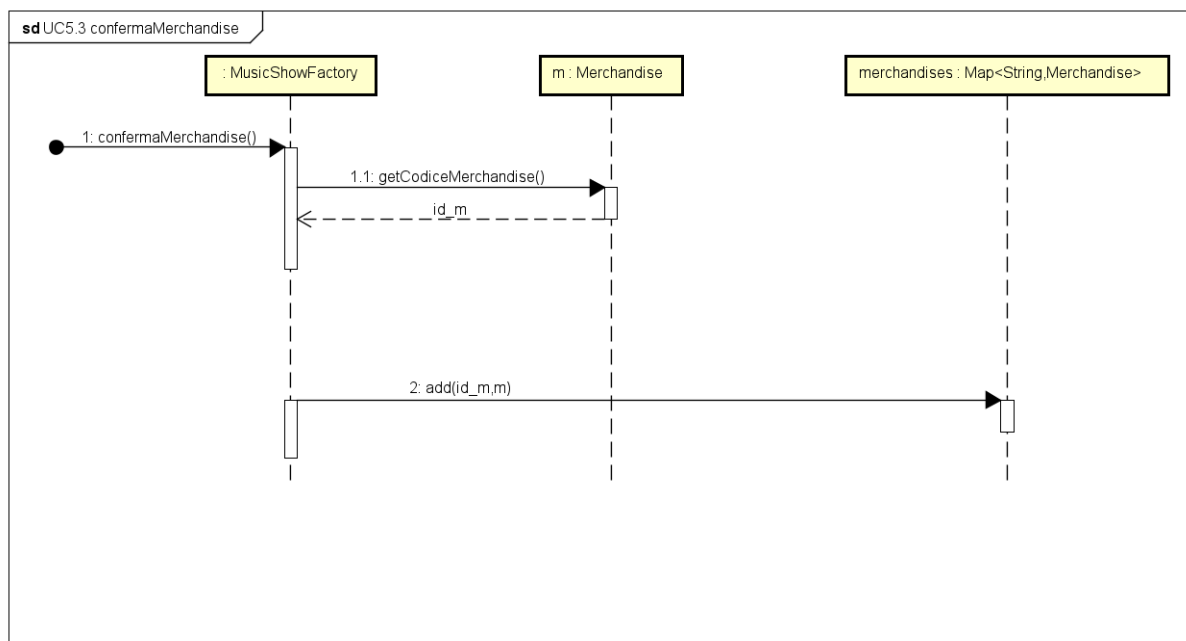 sd UC5.3 confermaMerchandise
: MusicShowFactory
m : Merchandise
merchandises : Map<String,Merchandise>
1: confermaMerchandise()
1.1: getCodiceMerchandise()
id_m
2: add(id_m,m)